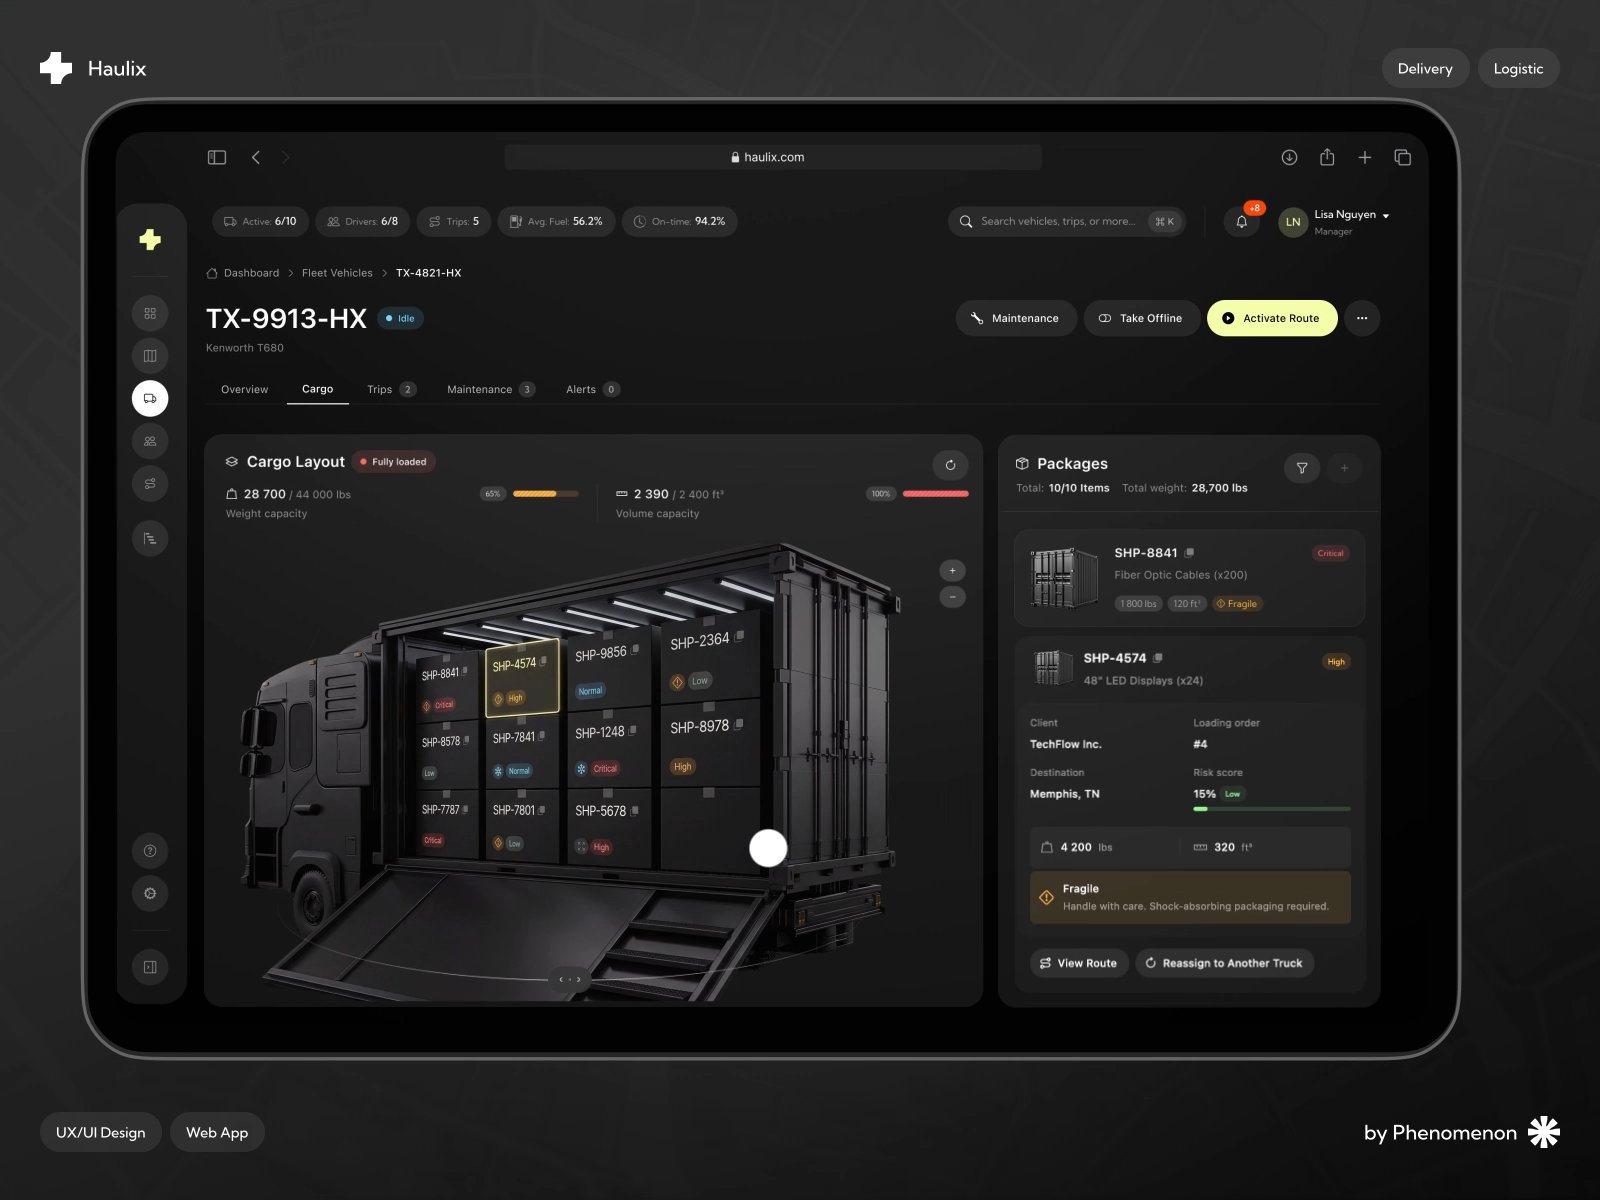 Haulix
Delivery
Logistic
haulix.com
Active: 6/10
Drivers: 6/8
Trips: 5
Avg. Fuel: 56.2%
On-time: 94.2%
Search vehicles, trips, or more...
⌘ K
+8
LN
Lisa Nguyen
Manager
Dashboard > Fleet Vehicles > TX-4821-HX
TX-9913-HX
Idle
Kenworth T680
Maintenance
Take Offline
Activate Route
Overview
Cargo
Trips 2
Maintenance 3
Alerts 0
Cargo Layout
Fully loaded
28 700 / 44 000 lbs
65%
Weight capacity
2 390 / 2 400 ft³
100%
Volume capacity
SHP-8841
Critical
SHP-4574
High
SHP-9856
Normal
SHP-2364
Low
SHP-8578
Low
SHP-7841
Normal
SHP-1248
Critical
SHP-8978
High
SHP-7787
Critical
SHP-7801
Low
SHP-5678
High
Packages
Total: 10/10 Items
Total weight: 28,700 lbs
SHP-8841
Critical
Fiber Optic Cables (x200)
1 800 lbs
120 ft³
Fragile
SHP-4574
High
48" LED Displays (x24)
Client
Loading order
TechFlow Inc.
#4
Destination
Risk score
Memphis, TN
15% Low
4 200 lbs
320 ft³
Fragile
Handle with care. Shock-absorbing packaging required.
View Route
Reassign to Another Truck
UX/UI Design
Web App
by Phenomenon